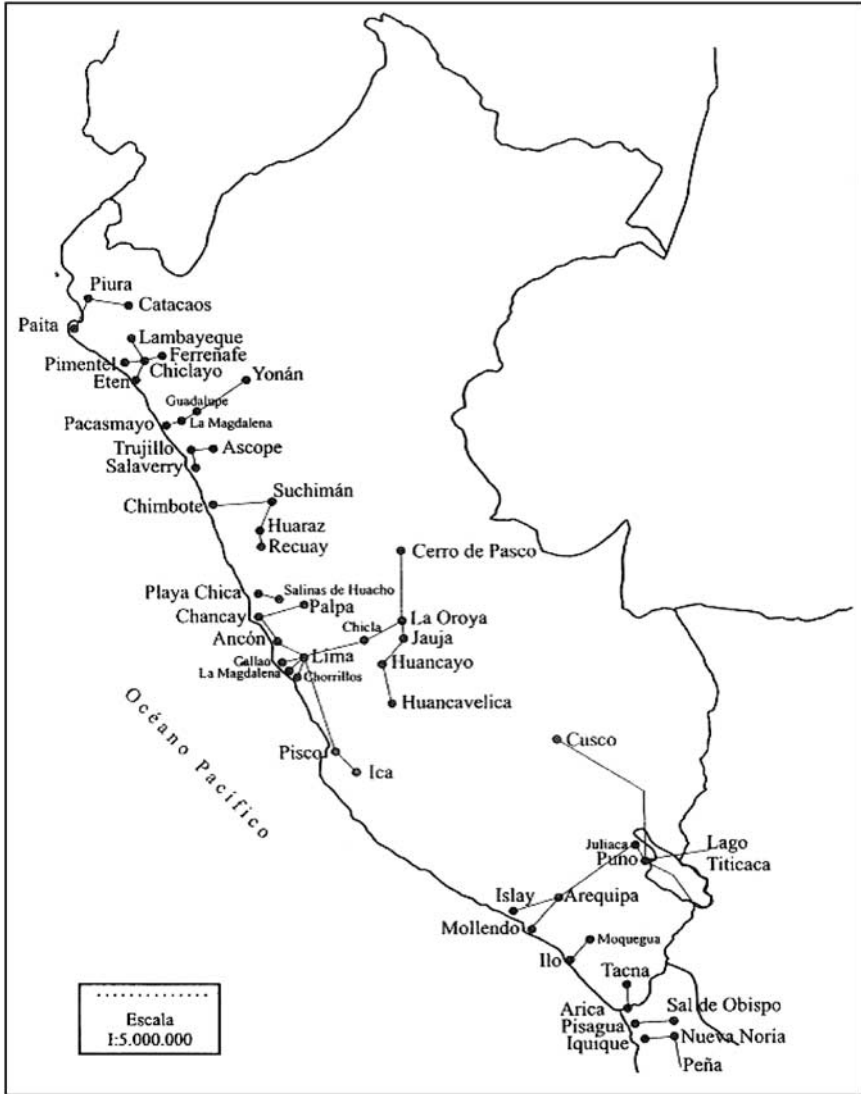 Piura
Catacaos
Paita
Lambayeque
Ferreñafe
Pimentel
Chiclayo
Eten
Yonán
Guadalupe
La Magdalena
Pacasmayo
Trujillo
Ascope
Salaverry
Suchimán
Chimbote
Huaraz
Recuay
Cerro de Pasco
Playa Chica
Salinas de Huacho
Palpa
Chancay
La Oroya
Chicla
Jauja
Ancón
Lima
Callao
Huancayo
La Magdalena
Chorrillos
Huancavelica
Océano Pacífico
Pisco
Ica
Cusco
Juliaca
Lago
Puno
Titicaca
Islay
Arequipa
Mollendo
Moquegua
Ilo
Tacna
Arica
Sal de Obispo
Pisagua
Iquique
Nueva Noria
Peña
Escala
I:5.000.000